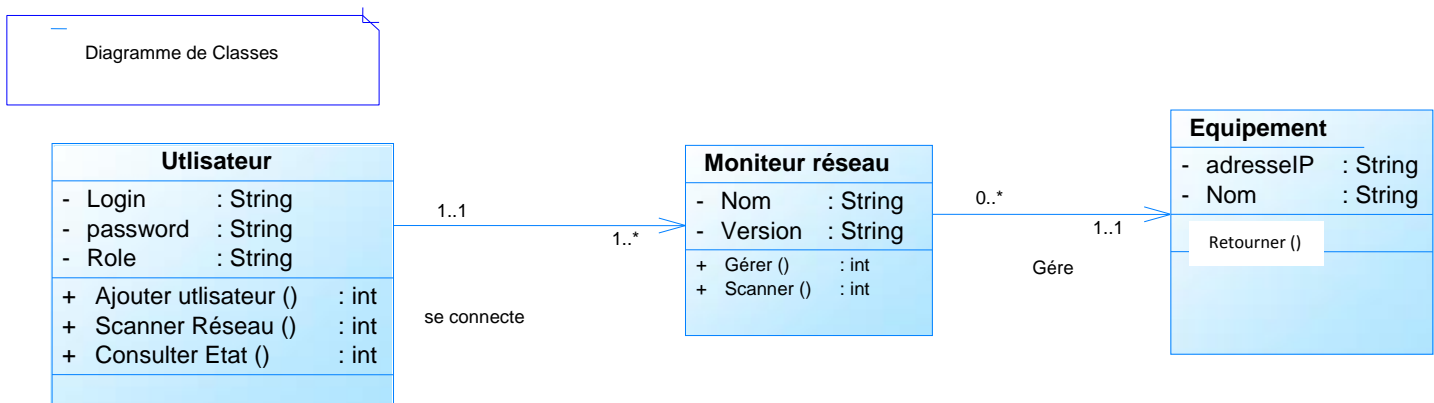 Diagramme de Classes
Utlisateur
- Login : String
- password : String
- Role : String
+ Ajouter utlisateur () : int
+ Scanner Réseau () : int
+ Consulter Etat () : int
1..1
1..*
se connecte
Moniteur réseau
- Nom : String
- Version : String
+ Gérer () : int
+ Scanner () : int
0..*
1..1
Gére
Equipement
- adresseIP : String
- Nom : String
Retourner ()